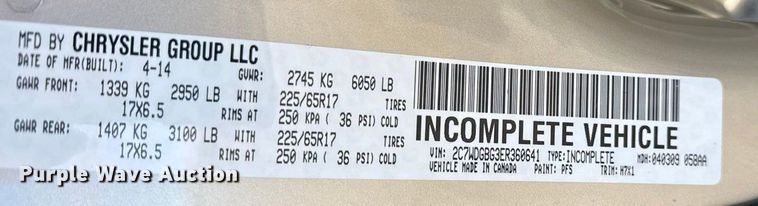 MFD BY CHRYSLER GROUP LLC
DATE OF MFR(BUILT): 4-14 GVWR: 2745 KG 6050 LB
GAWR FRONT: 1339 KG 2950 LB WITH 225/65R17 TIRES
17X6.5 RIMS AT 250 KPA ( 36 PSI) COLD
GAWR REAR: 1407 KG 3100 LB WITH 225/65R17 TIRES
17X6.5 RIMS AT 250 KPA ( 36 PSI) COLD
INCOMPLETE VEHICLE
VIN: 2C7WDGBG3ER360641 TYPE: INCOMPLETE MDH: 040309 058AA
VEHICLE MADE IN CANADA PAINT: PFS TRIM: H7X1
Purple Wave Auction